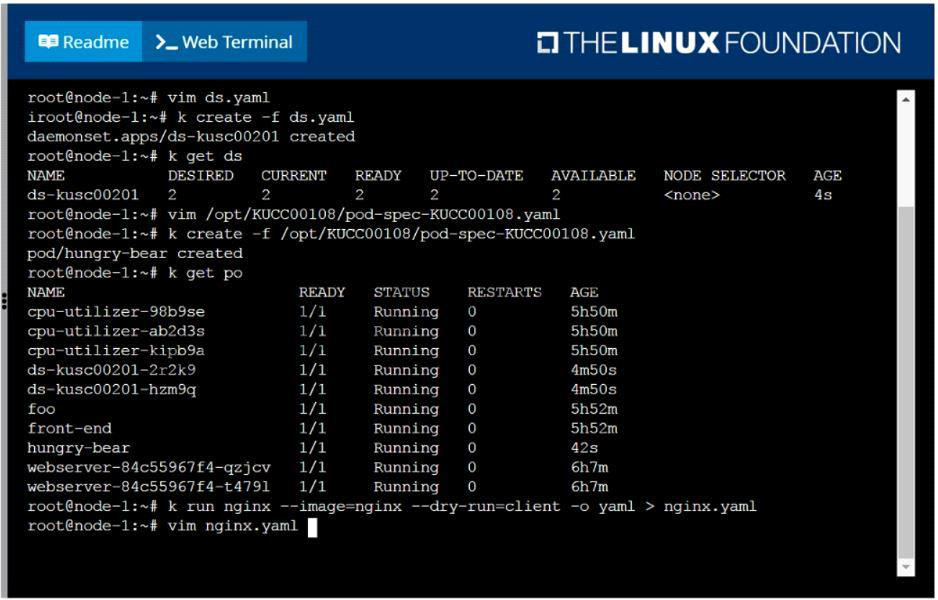 Readme >_ Web Terminal THE LINUX FOUNDATION
root@node-1:~# vim ds.yaml
iroot@node-1:~# k create -f ds.yaml
daemonset.apps/ds-kusc00201 created
root@node-1:~# k get ds
NAME DESIRED CURRENT READY UP-TO-DATE AVAILABLE NODE SELECTOR AGE
ds-kusc00201 2 2 2 2 2 <none> 4s
root@node-1:~# vim /opt/KUCC00108/pod-spec-KUCC00108.yaml
root@node-1:~# k create -f /opt/KUCC00108/pod-spec-KUCC00108.yaml
pod/hungry-bear created
root@node-1:~# k get po
NAME READY STATUS RESTARTS AGE
cpu-utilizer-98b9se 1/1 Running 0 5h50m
cpu-utilizer-ab2d3s 1/1 Running 0 5h50m
cpu-utilizer-kipb9a 1/1 Running 0 5h50m
ds-kusc00201-2r2k9 1/1 Running 0 4m50s
ds-kusc00201-hzm9q 1/1 Running 0 4m50s
foo 1/1 Running 0 5h52m
front-end 1/1 Running 0 5h52m
hungry-bear 1/1 Running 0 42s
webserver-84c55967f4-qzjcv 1/1 Running 0 6h7m
webserver-84c55967f4-t479l 1/1 Running 0 6h7m
root@node-1:~# k run nginx --image=nginx --dry-run=client -o yaml > nginx.yaml
root@node-1:~# vim nginx.yaml